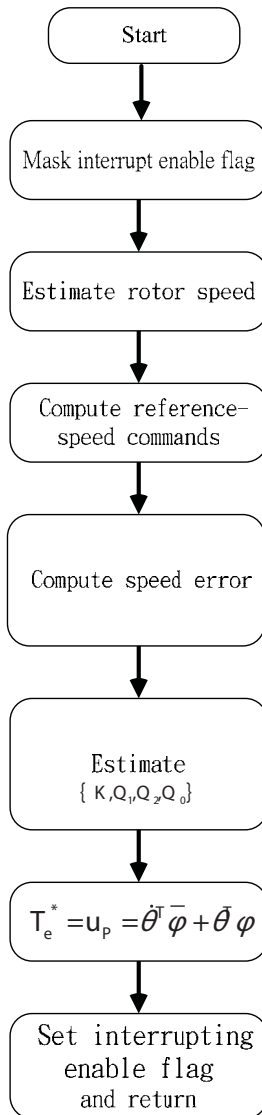 Start
Mask interrupt enable flag
Estimate rotor speed
Compute reference-
speed commands
Compute speed error
Estimate
{ K,Q₁,Q₂,Q₀}
Tₑ* = u_P = θ̇ᵀ φ̄ + θ̄ φ
Set interrupting
enable flag
and return